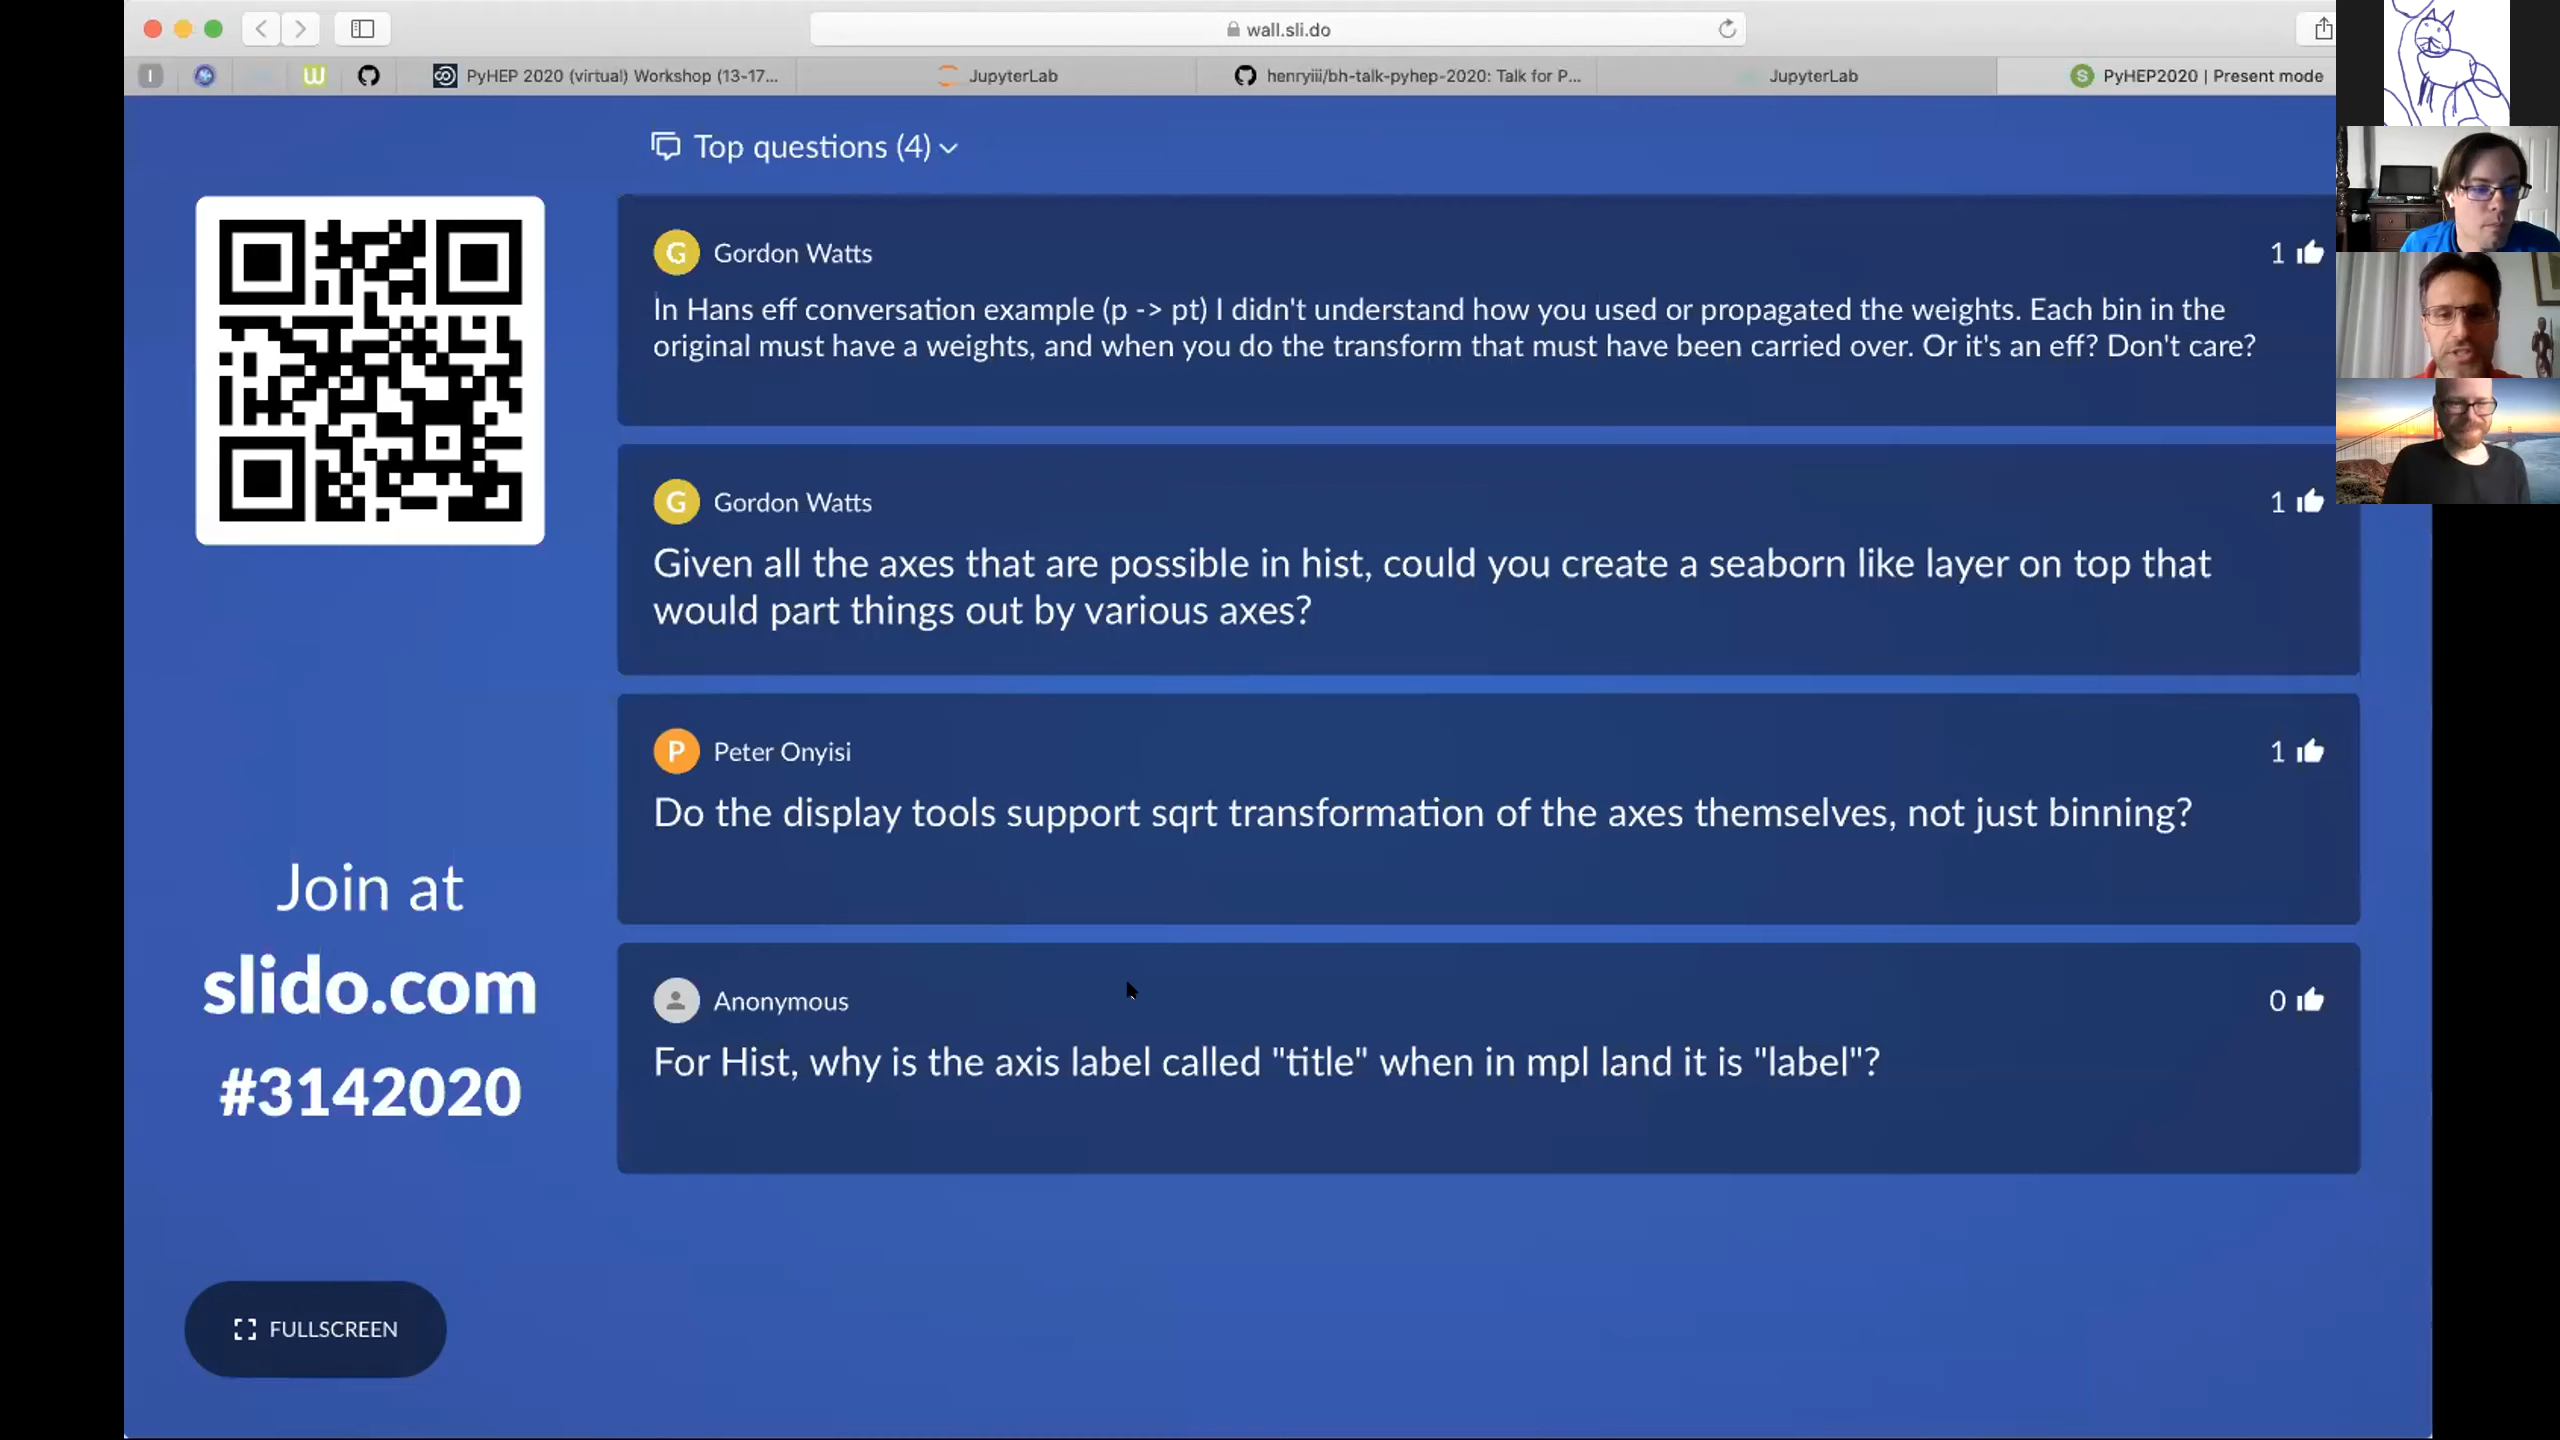 wall.sli.do
I
W
PyHEP 2020 (virtual) Workshop (13-17...
JupyterLab
henryiii/bh-talk-pyhep-2020: Talk for P...
JupyterLab
S
PyHEP2020 | Present mode
Top questions (4)
G
Gordon Watts
1
In Hans eff conversation example (p -> pt) I didn't understand how you used or propagated the weights. Each bin in the
original must have a weights, and when you do the transform that must have been carried over. Or it's an eff? Don't care?
G
Gordon Watts
1
Given all the axes that are possible in hist, could you create a seaborn like layer on top that
would part things out by various axes?
P
Peter Onyisi
1
Do the display tools support sqrt transformation of the axes themselves, not just binning?
Anonymous
0
For Hist, why is the axis label called "title" when in mpl land it is "label"?
Join at
slido.com
#3142020
FULLSCREEN